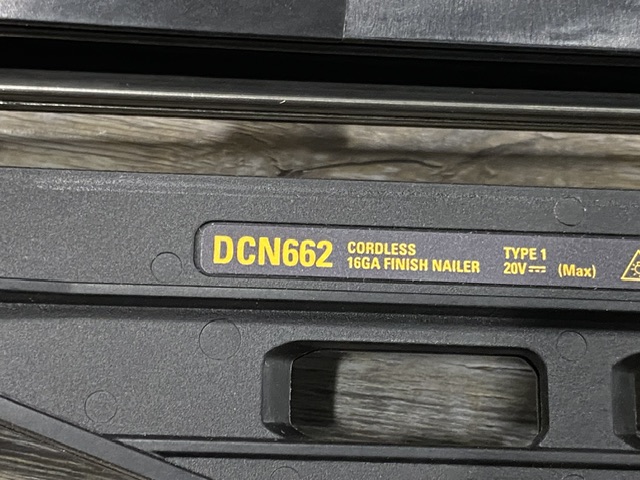 DCN662
CORDLESS
16GA FINISH NAILER
TYPE 1
20V⎓ (Max)